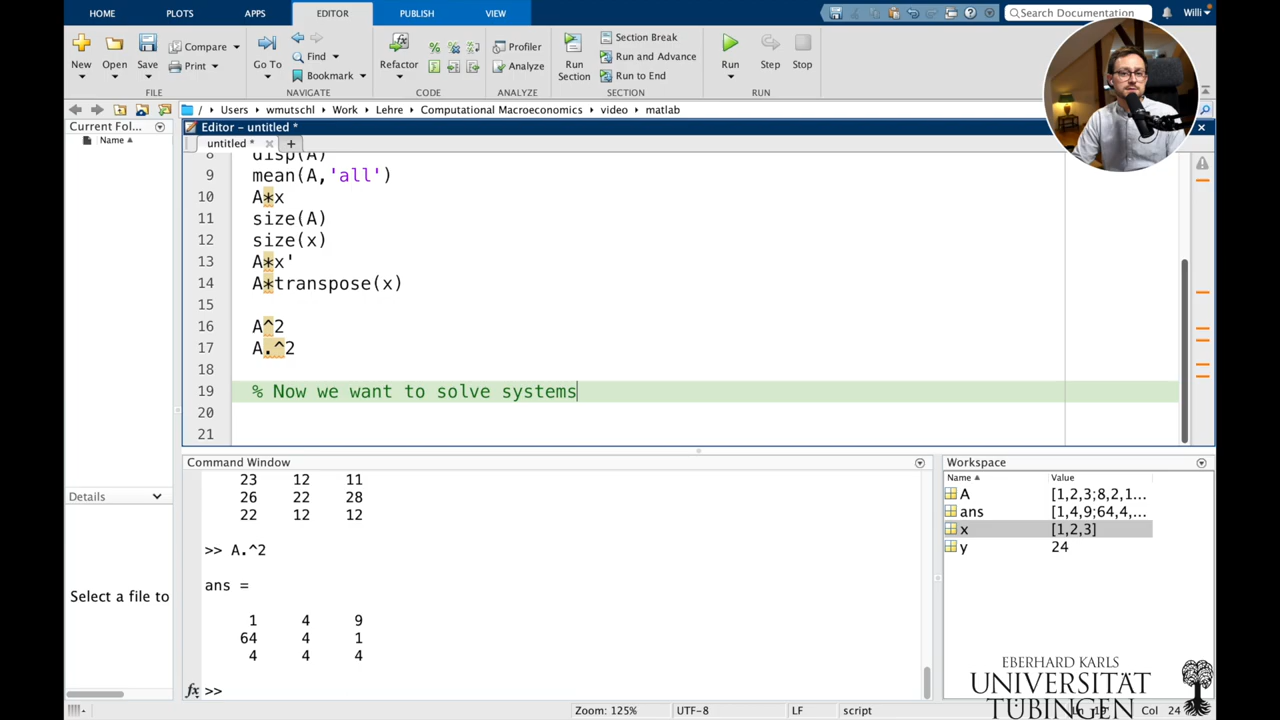 HOME PLOTS APPS EDITOR PUBLISH VIEW
Search Documentation
Willi
New
Open
Save
Compare
Print
FILE
Go To
Find
Bookmark
NAVIGATE
Refactor
CODE
Profiler
Analyze
ANALYZE
Run
Section
Section Break
Run and Advance
Run to End
SECTION
Run
Step
Stop
RUN
/ Users wmutschl Work Lehre Computational Macroeconomics video matlab
Current Fol...
Name
Editor - untitled *
untitled *
8 disp(A)
9 mean(A,'all')
10 A*x
11 size(A)
12 size(x)
13 A*x'
14 A*transpose(x)
15
16 A^2
17 A.^2
18
19 % Now we want to solve systems
20
21
Details
Select a file to
Command Window
23 12 11
26 22 28
22 12 12
>> A.^2
ans =
1 4 9
64 4 1
4 4 4
fx >>
Workspace
Name Value
A [1,2,3;8,2,1...
ans [1,4,9;64,4,...
x [1,2,3]
y 24
EBERHARD KARLS
UNIVERSITÄT
TÜBINGEN
Zoom: 125% UTF-8 LF script Ln 19 Col 24